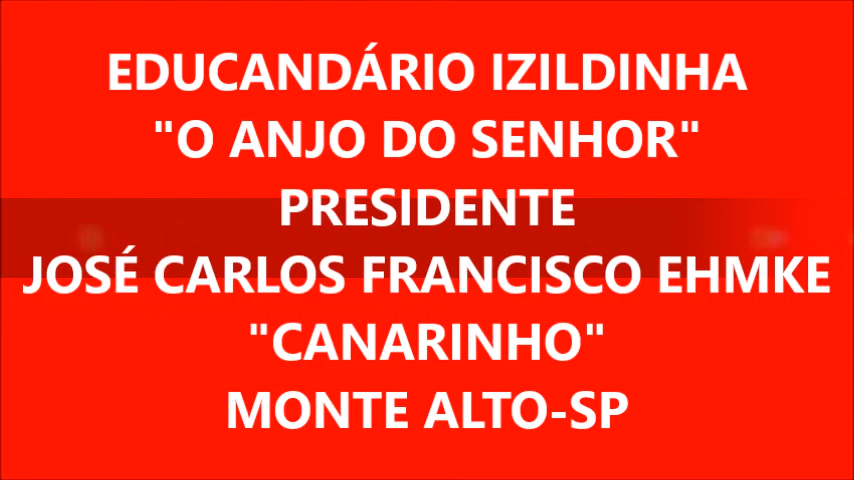 EDUCANDÁRIO IZILDINHA
"O ANJO DO SENHOR"
PRESIDENTE
JOSÉ CARLOS FRANCISCO EHMKE
"CANARINHO"
MONTE ALTO-SP